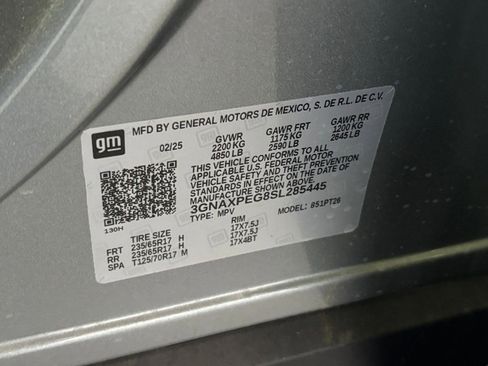 gm MFD BY GENERAL MOTORS DE MEXICO, S. DE R.L. DE C.V.
02/25 GVWR GAWR FRT GAWR RR
2200 KG 1175 KG 1200 KG
4850 LB 2590 LB 2645 LB
THIS VEHICLE CONFORMS TO ALL
APPLICABLE U.S. FEDERAL MOTOR
VEHICLE SAFETY AND THEFT PREVENTION
STANDARDS IN EFFECT ON THE DATE OF
MANUFACTURE SHOWN ABOVE.
3GNAXPEG8SL285445
TYPE: MPV MODEL: 851PT26
130H
TIRE SIZE RIM
FRT 235/65R17 H 17X7.5J
RR 235/65R17 H 17X7.5J
SPA T125/70R17 M 17X4BT